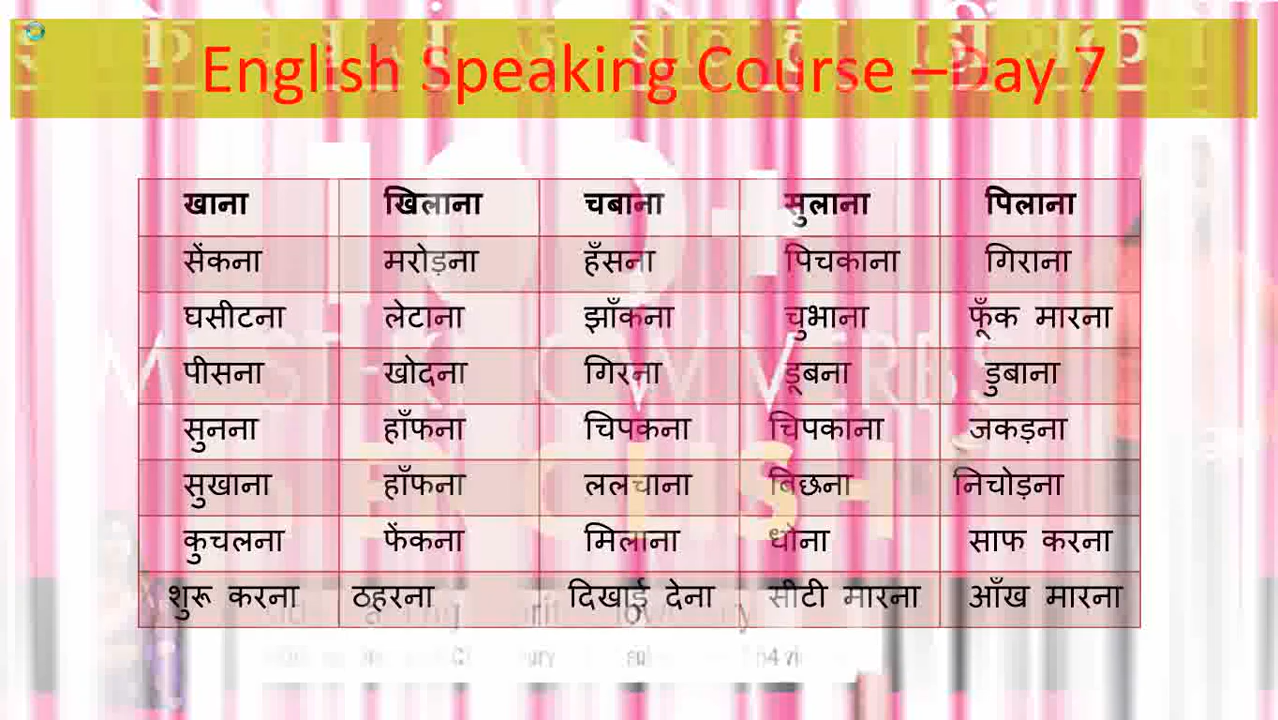 English Speaking Course –Day 7
खाना खिलाना चबाना सुलाना पिलाना
सेंकना मरोड़ना हँसना पिचकाना गिराना
घसीटना लेटाना झाँकना चुभाना फूँक मारना
पीसना खोदना गिरना डूबना डुबाना
सुनना हाँफना चिपकना चिपकाना जकड़ना
सुखाना हाँफना ललचाना बिछना निचोड़ना
कुचलना फेंकना मिलाना धोना साफ करना
शुरू करना ठहरना दिखाई देना सीटी मारना आँख मारना